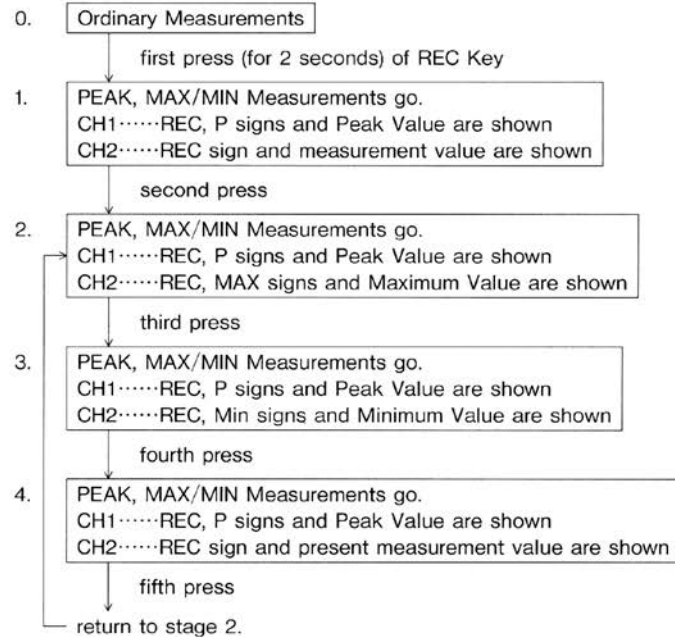 0. Ordinary Measurements
first press (for 2 seconds) of REC Key
1. PEAK, MAX/MIN Measurements go.
CH1······REC, P signs and Peak Value are shown
CH2······REC sign and measurement value are shown
second press
2. PEAK, MAX/MIN Measurements go.
CH1······REC, P signs and Peak Value are shown
CH2······REC, MAX signs and Maximum Value are shown
third press
3. PEAK, MAX/MIN Measurements go.
CH1······REC, P signs and Peak Value are shown
CH2······REC, Min signs and Minimum Value are shown
fourth press
4. PEAK, MAX/MIN Measurements go.
CH1······REC, P signs and Peak Value are shown
CH2······REC sign and present measurement value are shown
fifth press
return to stage 2.